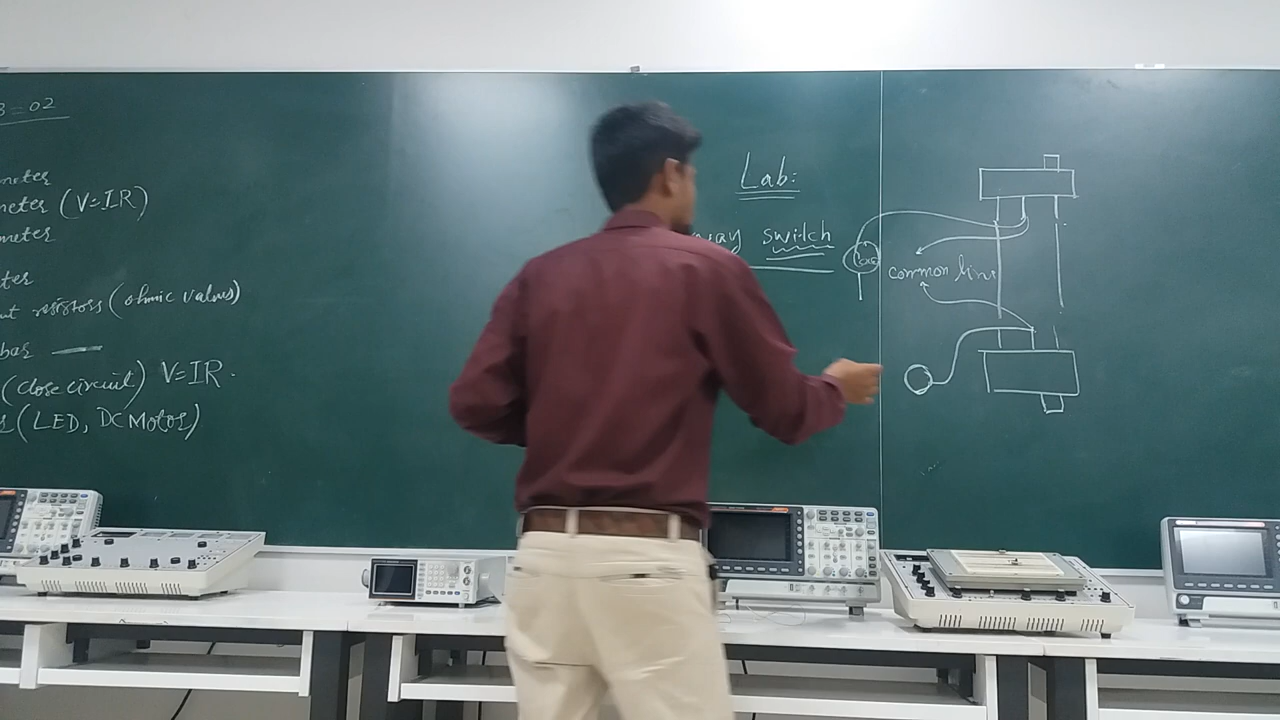 3 = 02
meter
meter (V=IR)
meter
ter
resistors (ohmic values)
bar
(close circuit) V=IR.
(LED, DC Motor)
Lab:
way switch
common line